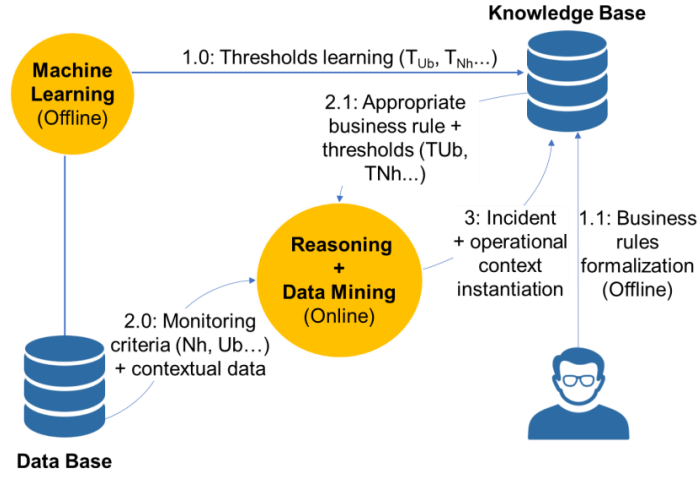 Knowledge Base
Machine
Learning
(Offline)
1.0: Thresholds learning (T_Ub, T_Nh...)
2.1: Appropriate
business rule +
thresholds (TUb,
TNh...)
Reasoning
+
Data Mining
(Online)
3: Incident
+ operational
context
instantiation
1.1: Business
rules
formalization
(Offline)
2.0: Monitoring
criteria (Nh, Ub…)
+ contextual data
Data Base